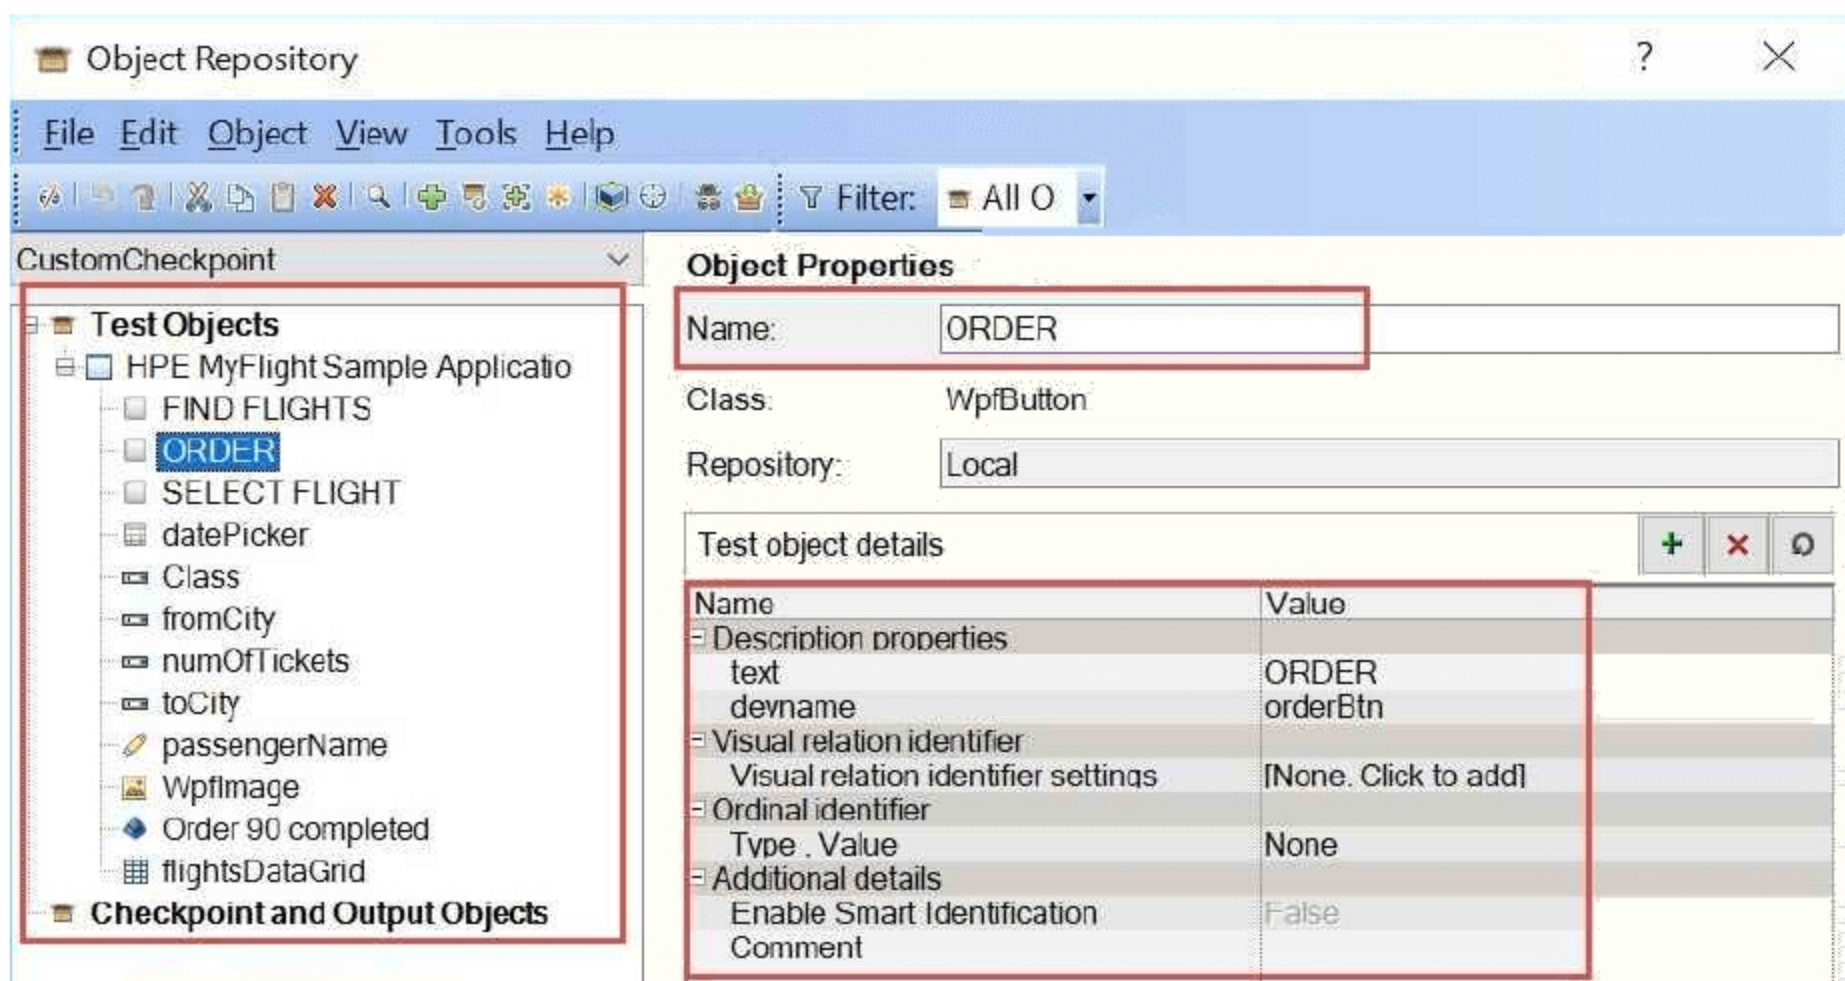 Object Repository ?
File Edit Object View Tools Help
Filter: All O
CustomCheckpoint
Test Objects
HPE MyFlight Sample Applicatio
FIND FLIGHTS
ORDER
SELECT FLIGHT
datePicker
Class
fromCity
numOfTickets
toCity
passengerName
WpfImage
Order 90 completed
flightsDataGrid
Checkpoint and Output Objects
Object Properties
Name: ORDER
Class: WpfButton
Repository: Local
Test object details
Name Value
Description properties
text ORDER
devname orderBtn
Visual relation identifier
Visual relation identifier settings [None. Click to add]
Ordinal identifier
Type , Value None
Additional details
Enable Smart Identification False
Comment